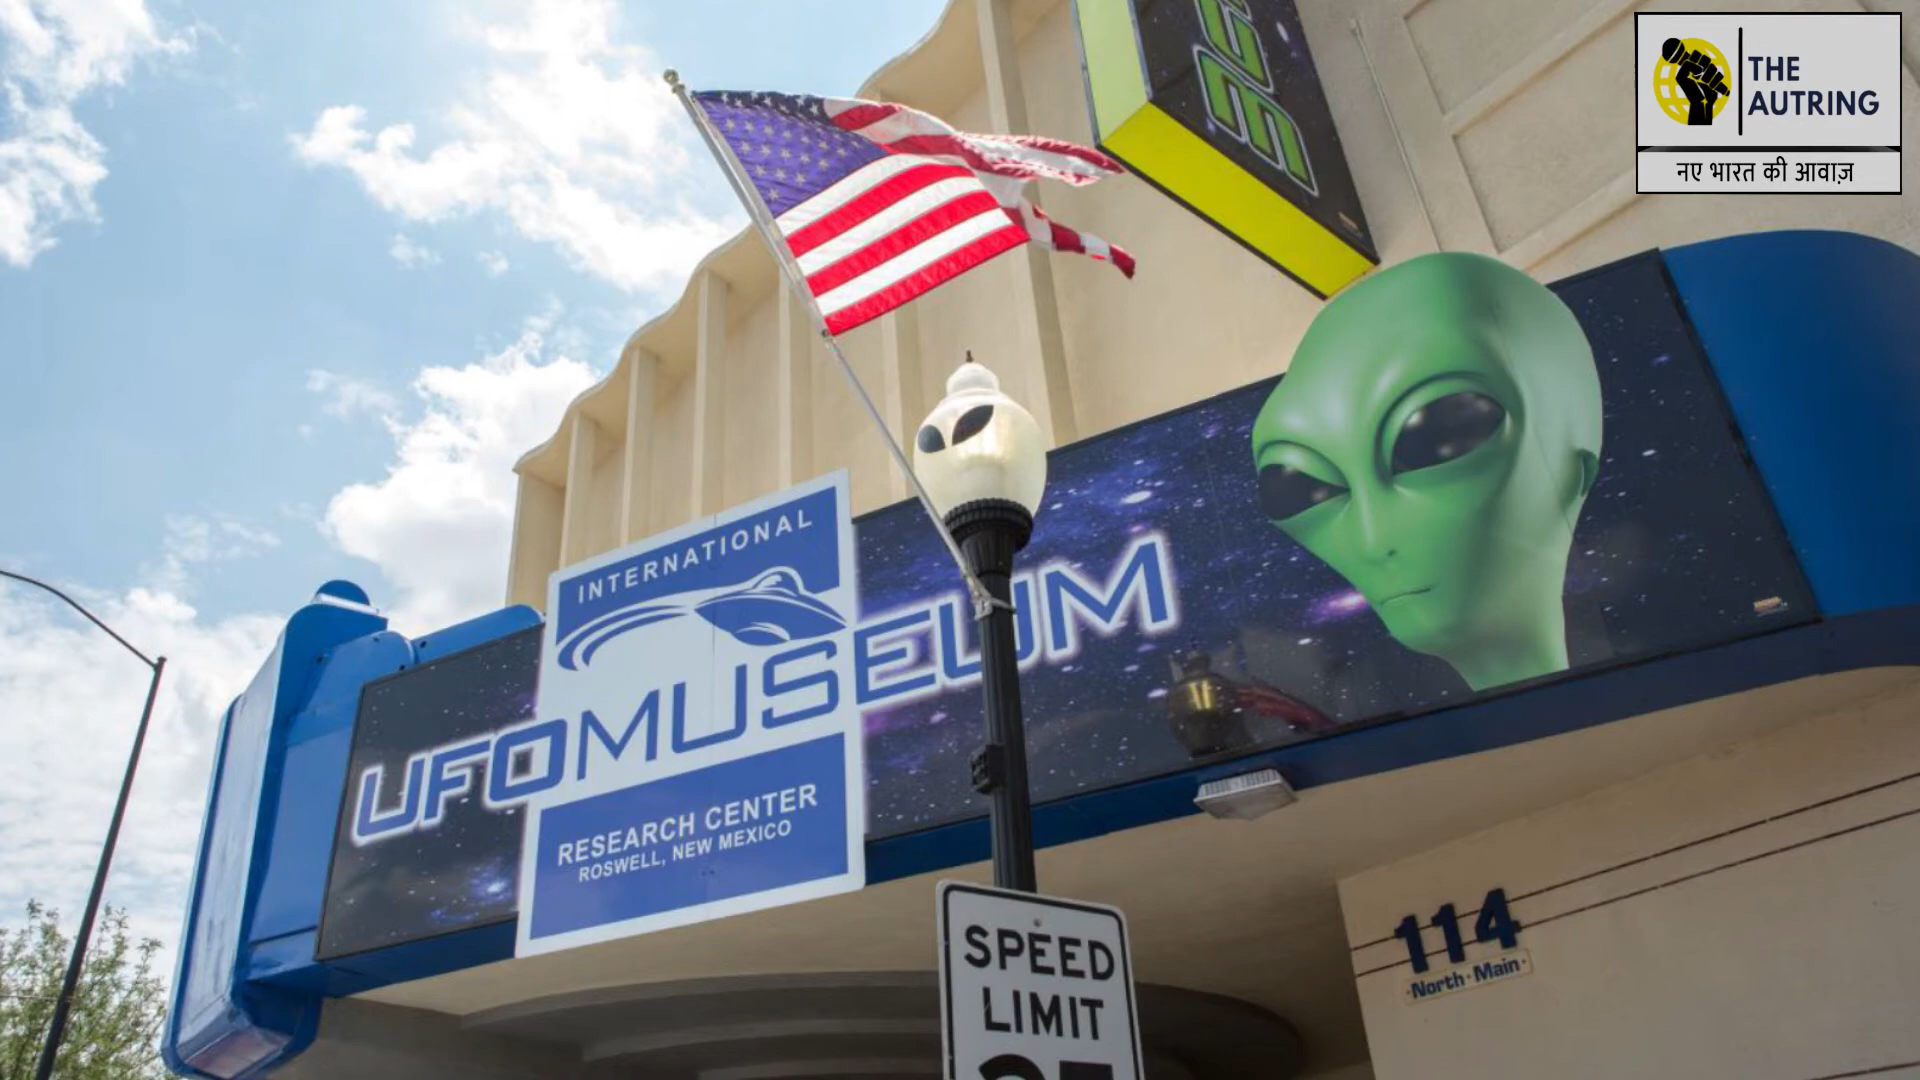 THE
AUTRING
नए भारत की आवाज़
INTERNATIONAL
UFOMUSEUM
RESEARCH CENTER
ROSWELL, NEW MEXICO
SPEED
LIMIT
114
North · Main